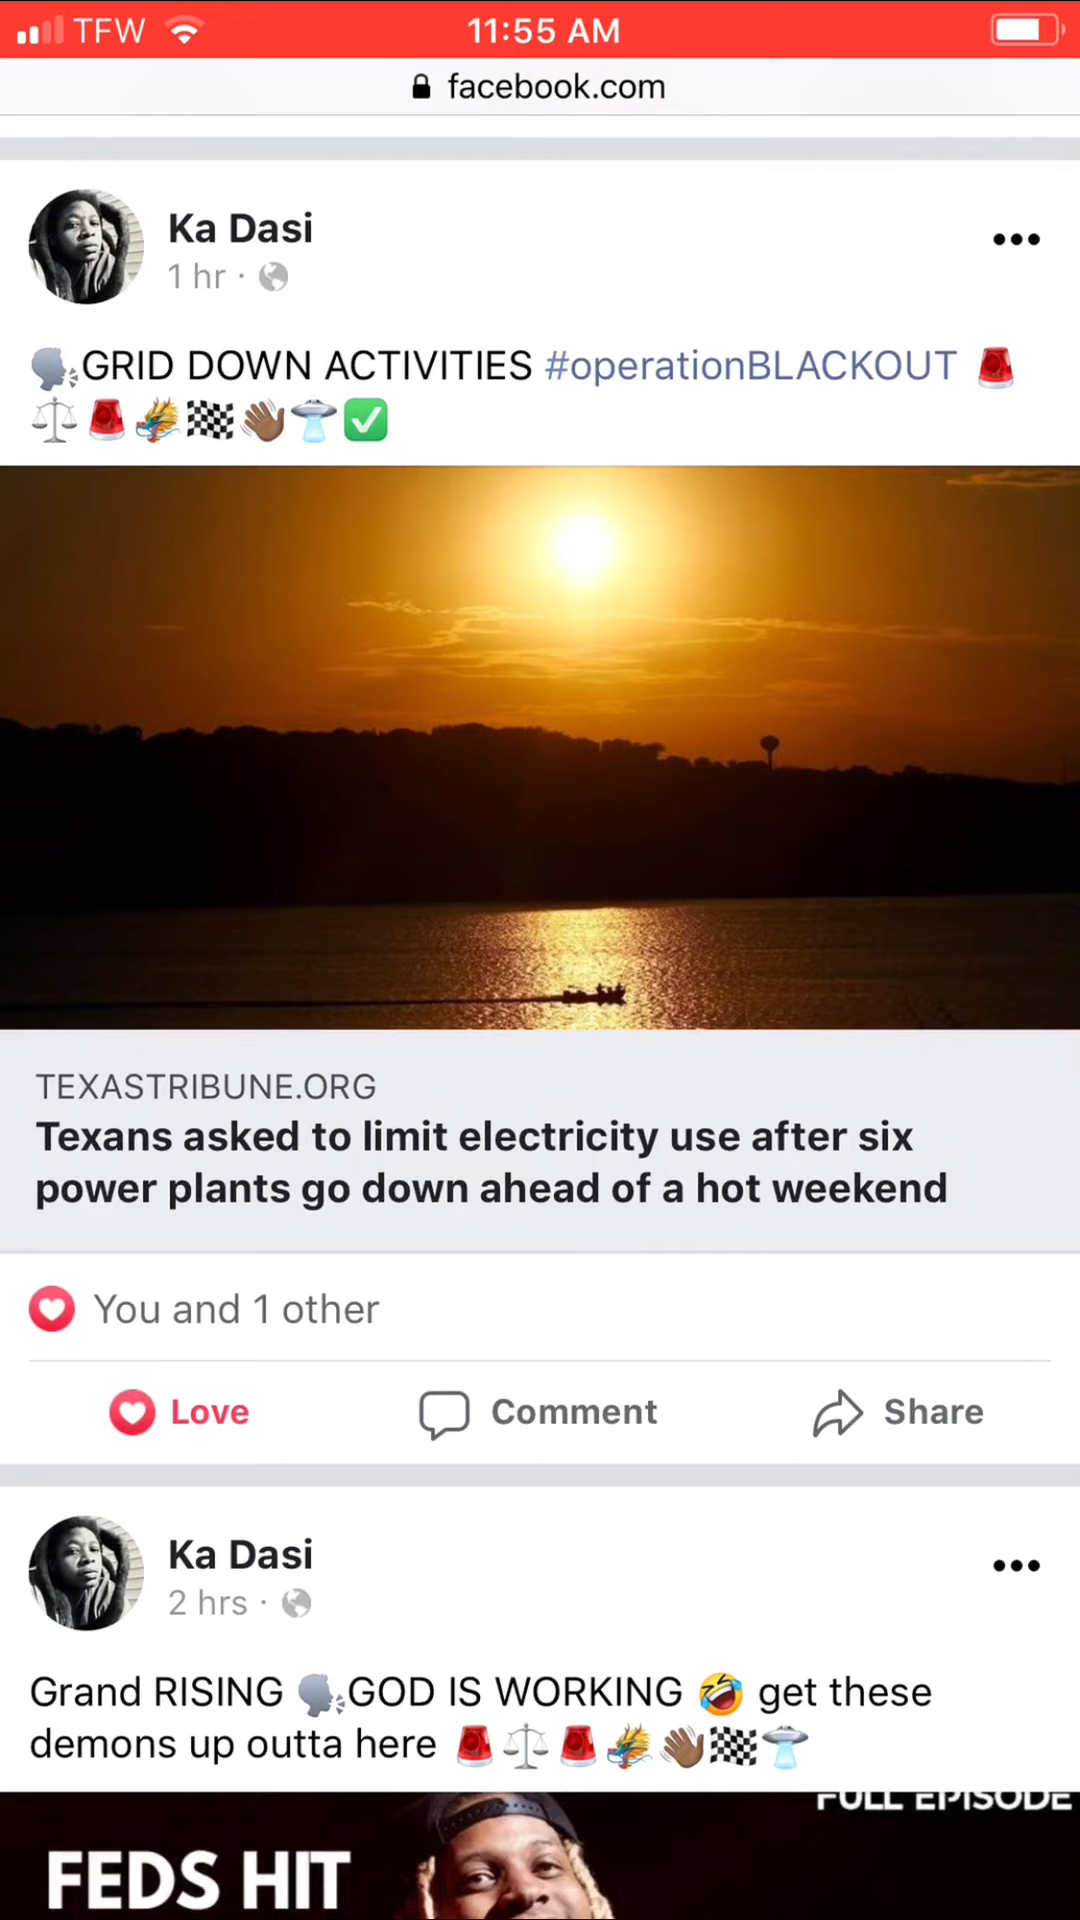 TFW 11:55 AM
facebook.com
Ka Dasi
1 hr ·
GRID DOWN ACTIVITIES #operationBLACKOUT
TEXASTRIBUNE.ORG
Texans asked to limit electricity use after six
power plants go down ahead of a hot weekend
You and 1 other
Love Comment Share
Ka Dasi
2 hrs ·
Grand RISING 🗣GOD IS WORKING 🤣 get these
demons up outta here 🚨⚖️🚨🐉👋🏾🏁🛸
FULL EPISODE
FEDS HIT